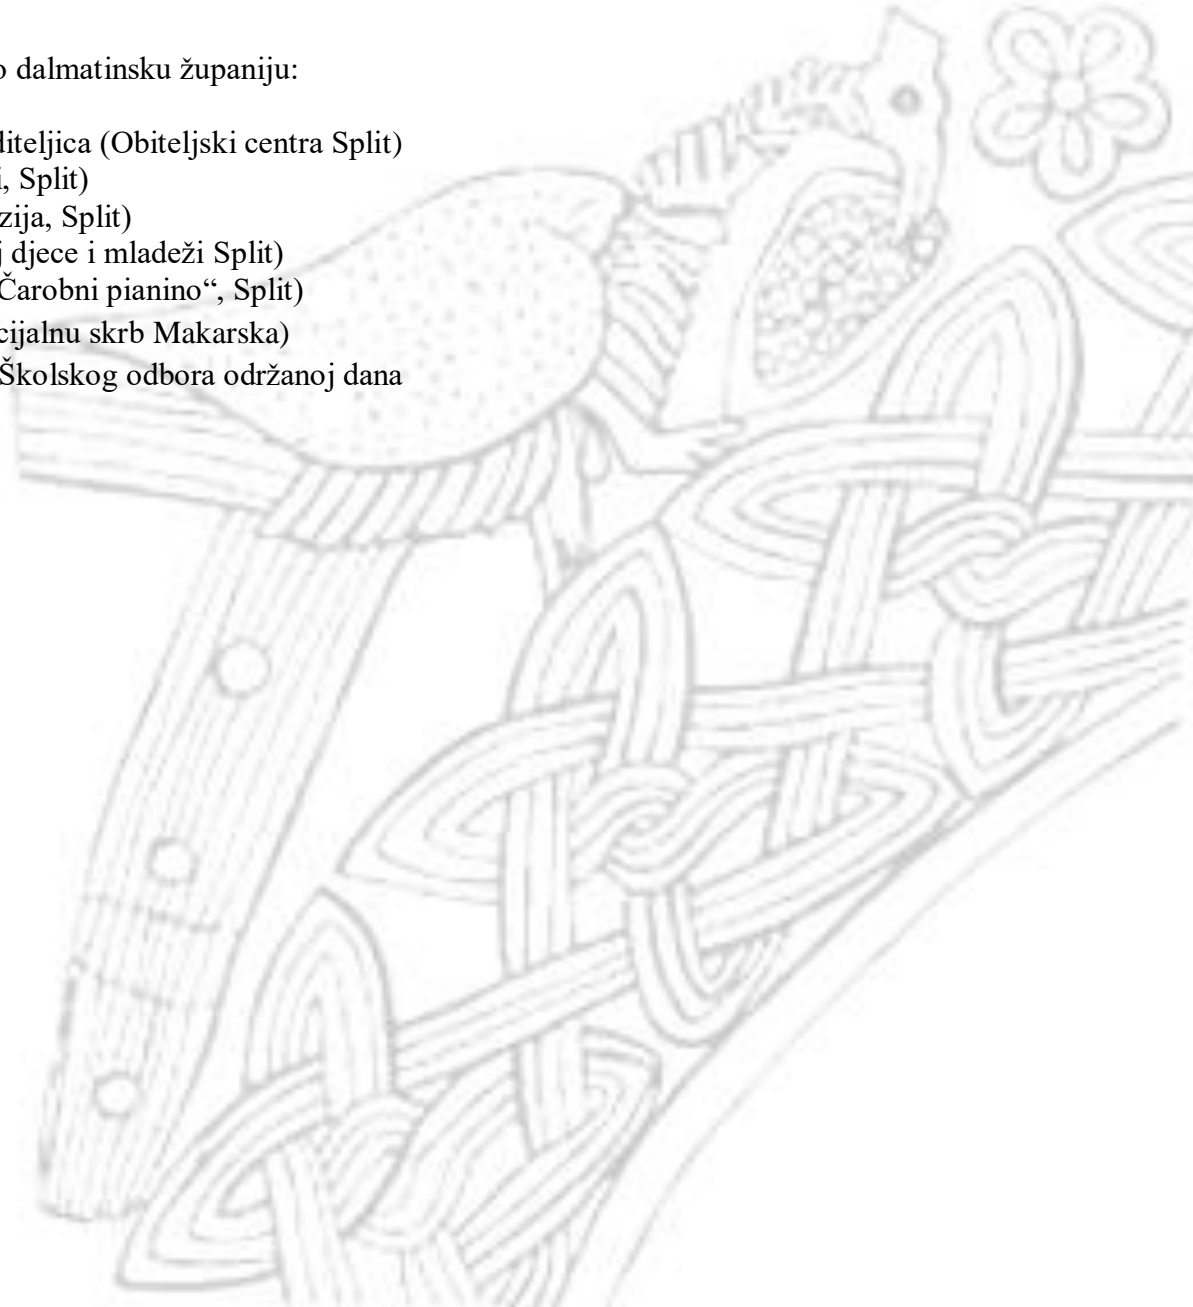 o dalmatinsku županiju:
diteljica (Obiteljski centra Split)
i, Split)
zija, Split)
j djece i mladeži Split)
Čarobni pianino“, Split)
cijalnu skrb Makarska)
Školskog odbora održanoj dana